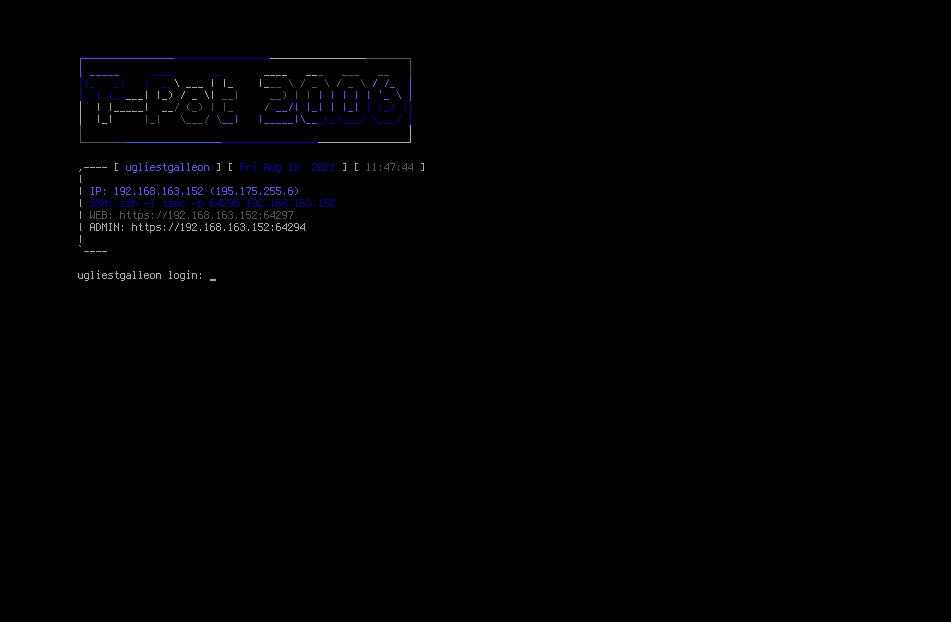 T-Pot 2006
,---- [ ugliestgalleon ] [ Fri Aug 13 2021 ] [ 11:47:44 ]
|
| IP: 192.168.163.152 (195.175.255.6)
| SSH: ssh -l tsec -p 64295 192.168.163.152
| WEB: https://192.168.163.152:64297
| ADMIN: https://192.168.163.152:64294
|
`----
ugliestgalleon login: _